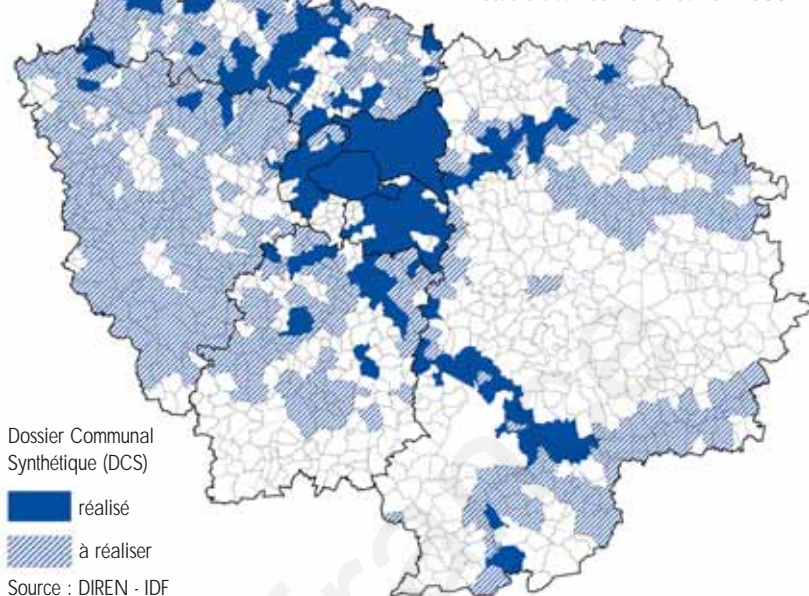 Dossier Communal
Synthétique (DCS)
réalisé
à réaliser
Source : DIREN - IDF